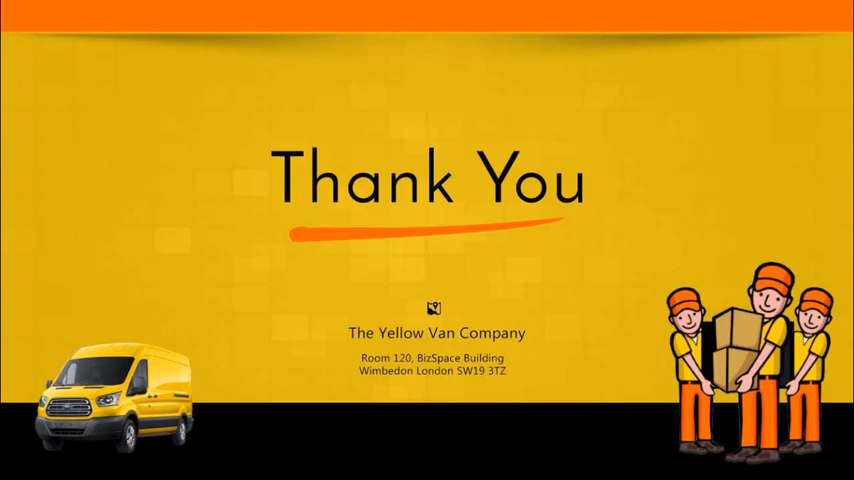 Thank You
The Yellow Van Company
Room 120, BizSpace Building
Wimbedon London SW19 3TZ